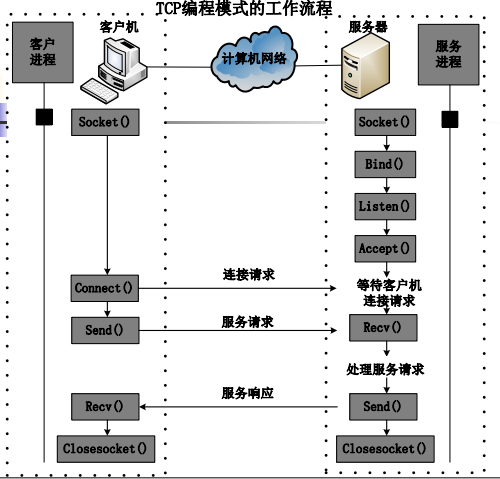 TCP编程模式的工作流程
客户机
服务器
客户
进程
计算机网络
服务
进程
Socket()
Socket()
Bind()
Listen()
Accept()
连接请求
等待客户机
连接请求
Connect()
服务请求
Send()
Recv()
处理服务请求
服务响应
Recv()
Send()
Closesocket()
Closesocket()